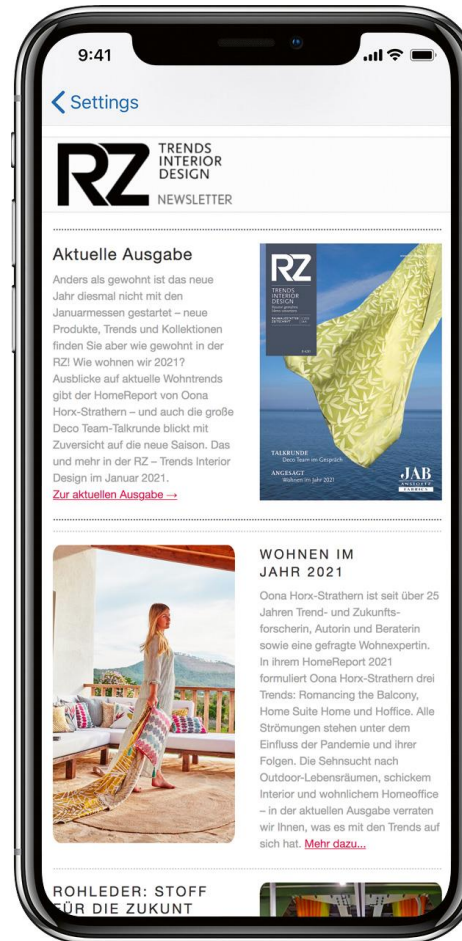 9:41
Settings
RZ
TRENDS
INTERIOR
DESIGN
NEWSLETTER
Aktuelle Ausgabe
Anders als gewohnt ist das neue
Jahr diesmal nicht mit den
Januarmessen gestartet – neue
Produkte, Trends und Kollektionen
finden Sie aber wie gewohnt in der
RZ! Wie wohnen wir 2021?
Ausblicke auf aktuelle Wohntrends
gibt der HomeReport von Oona
Horx-Strathern – und auch die große
Deco Team-Talkrunde blickt mit
Zuversicht auf die neue Saison. Das
und mehr in der RZ – Trends Interior
Design im Januar 2021.
Zur aktuellen Ausgabe →
RZ
TRENDS
INTERIOR
DESIGN
TALKRUNDE
Deco Team im Gespräch
ANGESAGT
Wohnen im Jahr 2021
JAB
ANSTOETZ
FABRICS
WOHNEN IM
JAHR 2021
Oona Horx-Strathern ist seit über 25
Jahren Trend- und Zukunfts-
forscherin, Autorin und Beraterin
sowie eine gefragte Wohnexpertin.
In ihrem HomeReport 2021
formuliert Oona Horx-Strathern drei
Trends: Romancing the Balcony,
Home Suite Home und Hoffice. Alle
Strömungen stehen unter dem
Einfluss der Pandemie und ihrer
Folgen. Die Sehnsucht nach
Outdoor-Lebensräumen, schickem
Interior und wohnlichem Homeoffice
– in der aktuellen Ausgabe verraten
wir Ihnen, was es mit den Trends auf
sich hat. Mehr dazu...
ROHLEDER: STOFF
FÜR DIE ZUKUNT